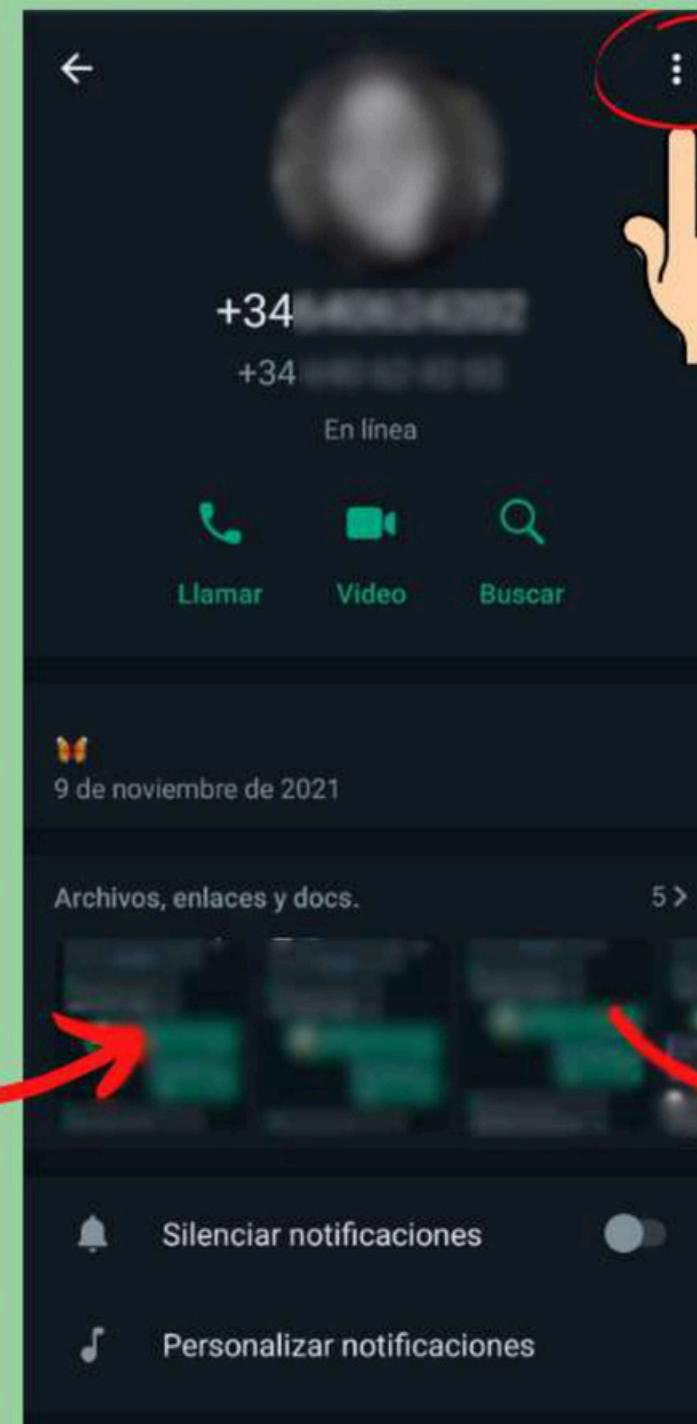 +34
+34
En línea
Llamar Video Buscar
9 de noviembre de 2021
Archivos, enlaces y docs. 5
Silenciar notificaciones
Personalizar notificaciones